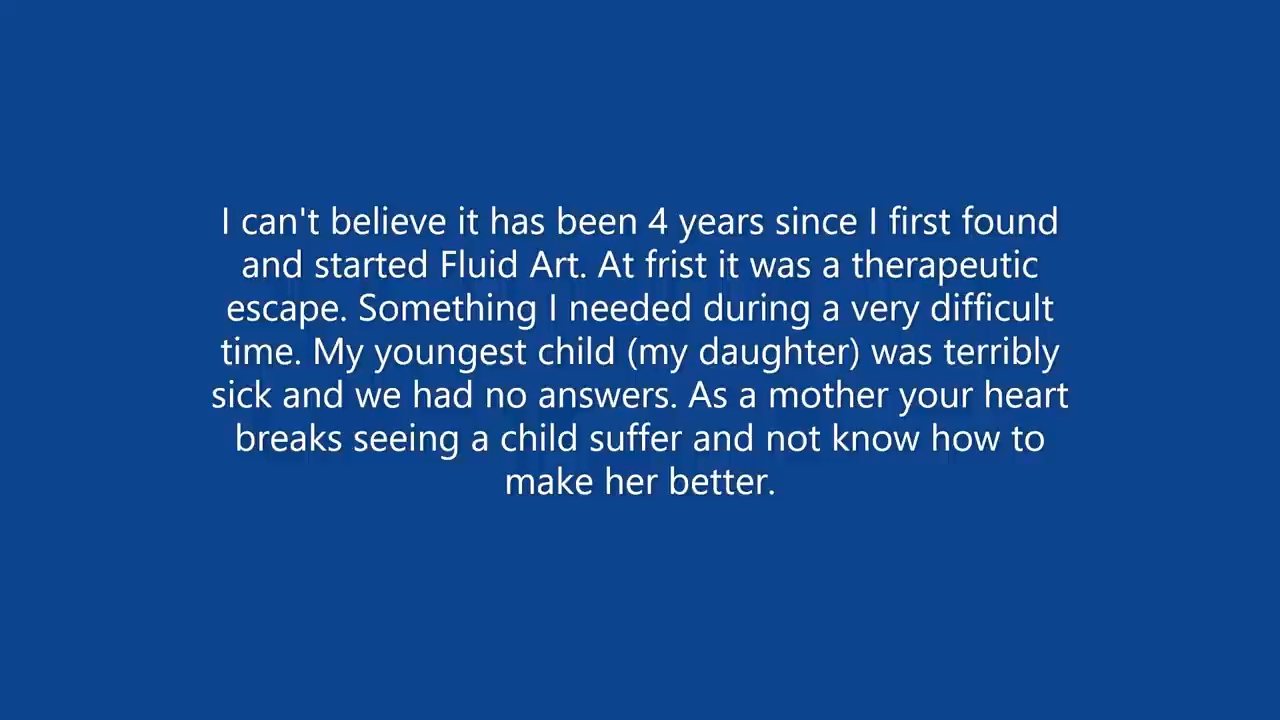 I can't believe it has been 4 years since I first found
and started Fluid Art. At frist it was a therapeutic
escape. Something I needed during a very difficult
time. My youngest child (my daughter) was terribly
sick and we had no answers. As a mother your heart
breaks seeing a child suffer and not know how to
make her better.